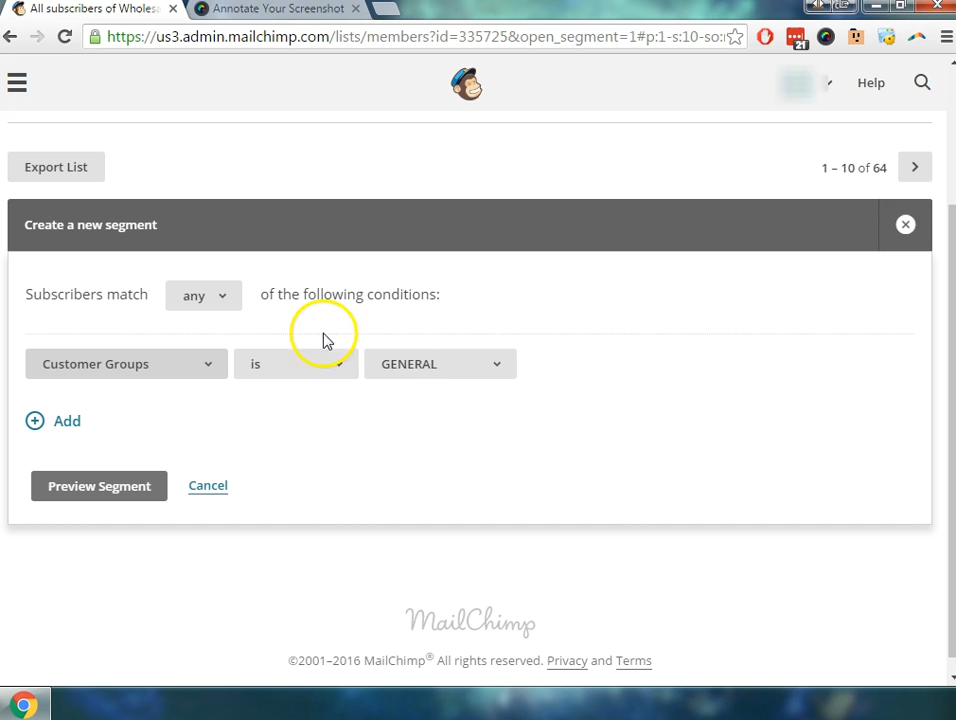 All subscribers of Wholes
Annotate Your Screenshot
https://us3.admin.mailchimp.com/lists/members?id=335725&open_segment=1#p:1-s:10-so:
21
Help
Export List
1 – 10 of 64
Create a new segment
Subscribers match any of the following conditions:
Customer Groups is GENERAL
Add
Preview Segment Cancel
MailChimp
©2001–2016 MailChimp® All rights reserved. Privacy and Terms